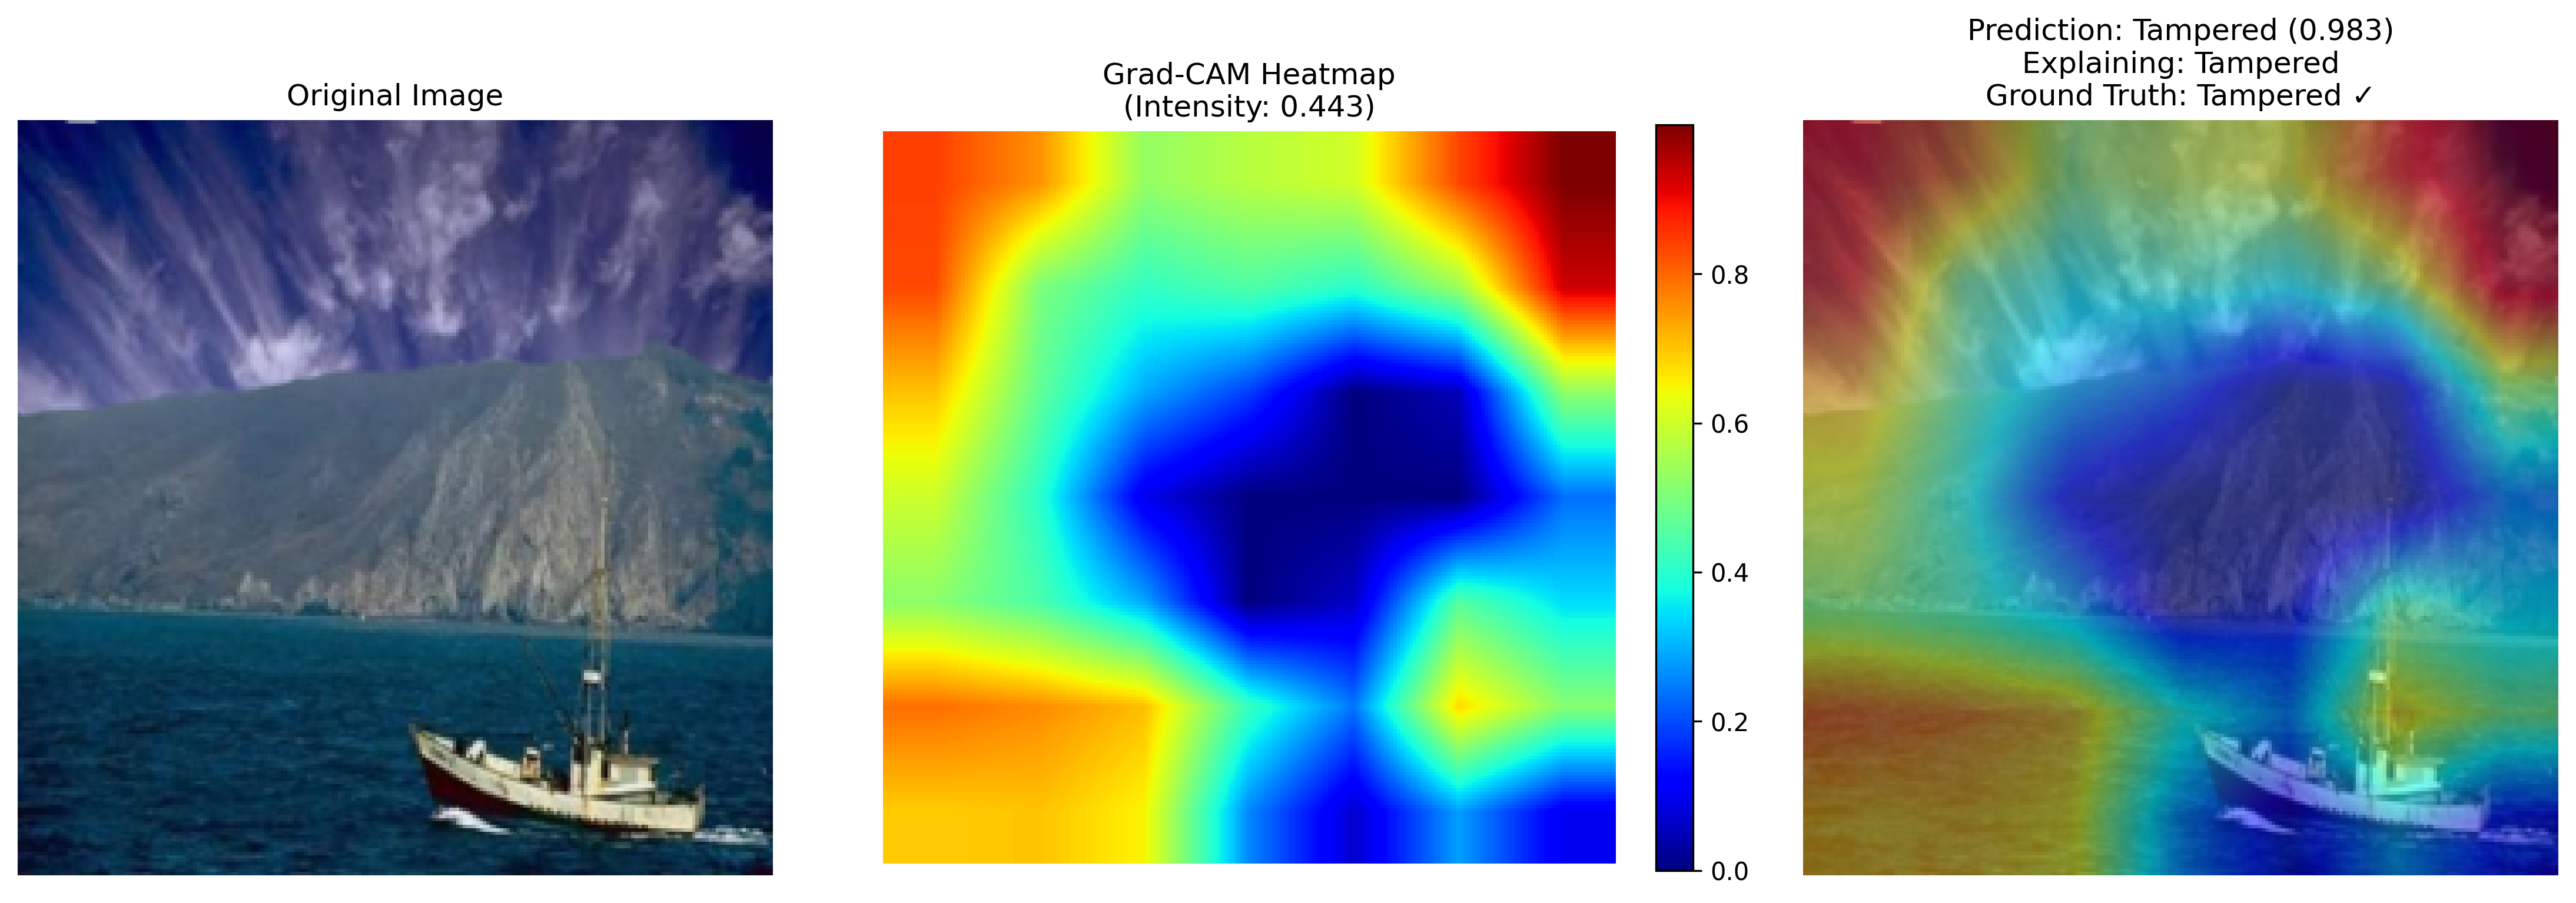 Original Image
Grad-CAM Heatmap
(Intensity: 0.443)
0.8
0.6
0.4
0.2
0.0
Prediction: Tampered (0.983)
Explaining: Tampered
Ground Truth: Tampered ✓